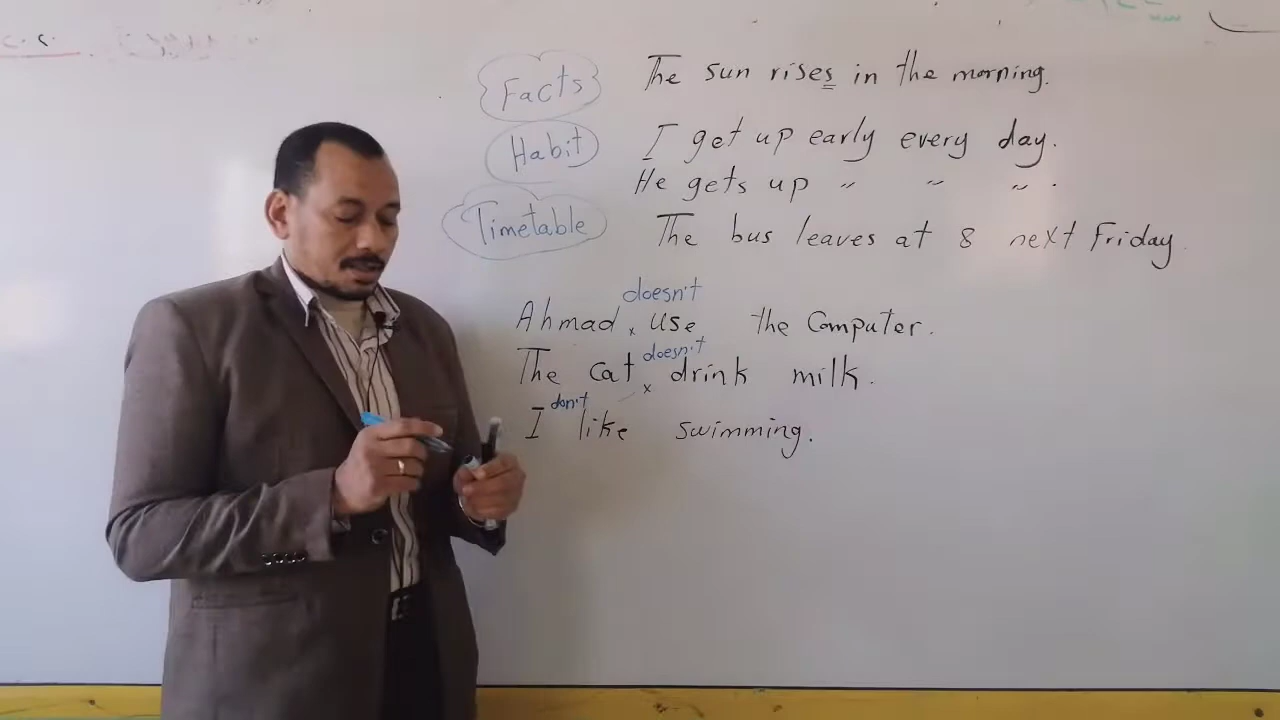 Facts The sun rises in the morning.
Habit I get up early every day.
He gets up " " " .
Timetable The bus leaves at 8 next Friday
doesn't
Ahmad x use the Computer.
doesn't
The cat x drink milk.
don't
I like swimming.